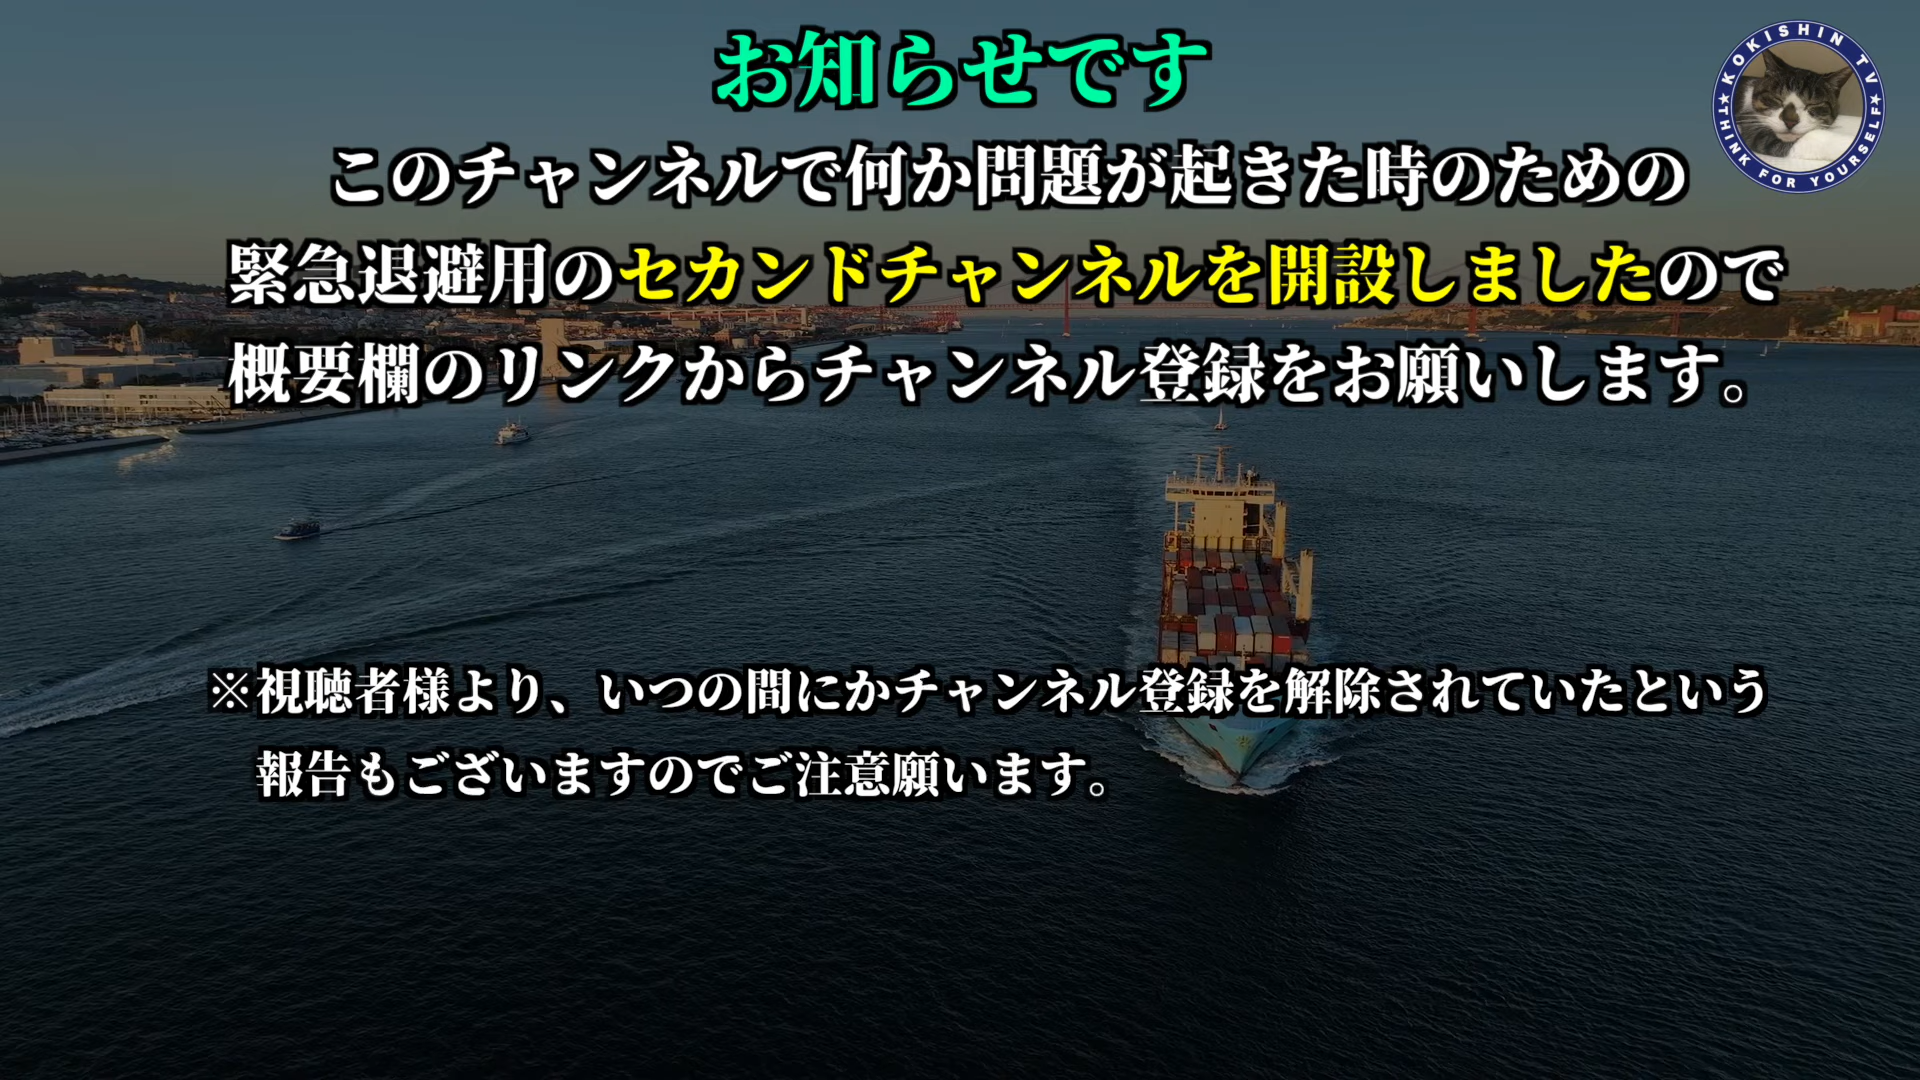 お知らせです
このチャンネルで何か問題が起きた時のための
緊急退避用のセカンドチャンネルを開設しましたので
概要欄のリンクからチャンネル登録をお願いします。
※視聴者様より、いつの間にかチャンネル登録を解除されていたという
報告もございますのでご注意願います。
KOKISHIN TV
★THINK FOR YOURSELF★